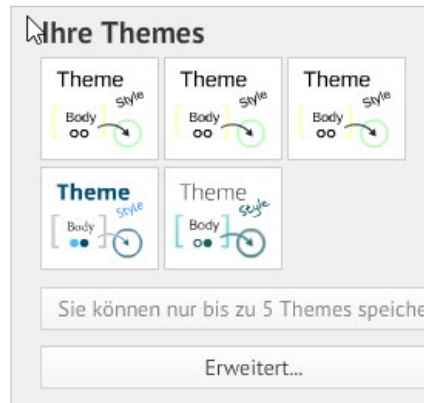 Ihre Themes
Theme Theme Theme
Style Style Style
Body Body Body
Theme Theme
Style Style
Body Body
Sie können nur bis zu 5 Themes speiche
Erweitert...